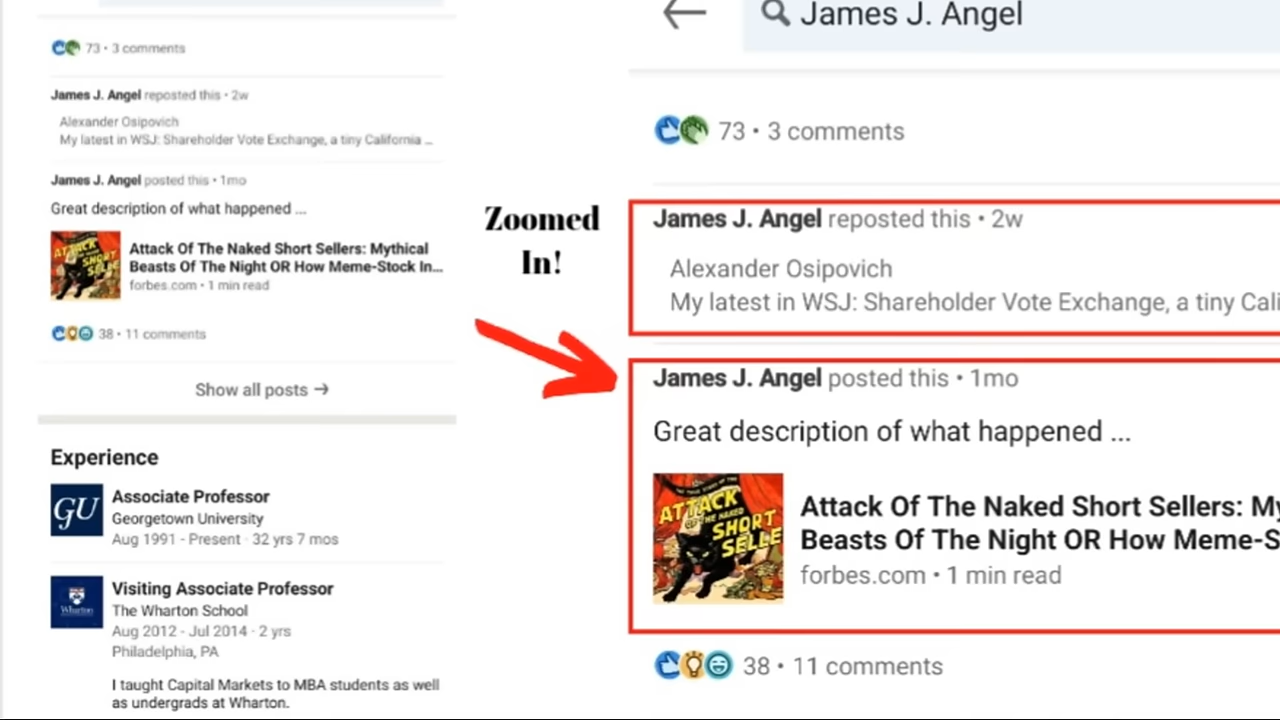 73 • 3 comments
James J. Angel reposted this • 2w
Alexander Osipovich
My latest in WSJ: Shareholder Vote Exchange, a tiny California ...
James J. Angel posted this • 1mo
Great description of what happened ...
ATTACK
OF THE NAKED
SHORT
SELLE
Attack Of The Naked Short Sellers: Mythical
Beasts Of The Night OR How Meme-Stock In...
forbes.com • 1 min read
38 • 11 comments
Show all posts →
Experience
GU
Associate Professor
Georgetown University
Aug 1991 - Present · 32 yrs 7 mos
Wharton
Visiting Associate Professor
The Wharton School
Aug 2012 - Jul 2014 · 2 yrs
Philadelphia, PA
I taught Capital Markets to MBA students as well
as undergrads at Wharton.
Zoomed
In!
James J. Angel
73 • 3 comments
James J. Angel reposted this • 2w
Alexander Osipovich
My latest in WSJ: Shareholder Vote Exchange, a tiny Cali
James J. Angel posted this • 1mo
Great description of what happened ...
ATTACK
OF THE NAKED
SHORT
SELLE
Attack Of The Naked Short Sellers: My
Beasts Of The Night OR How Meme-S
forbes.com • 1 min read
38 • 11 comments